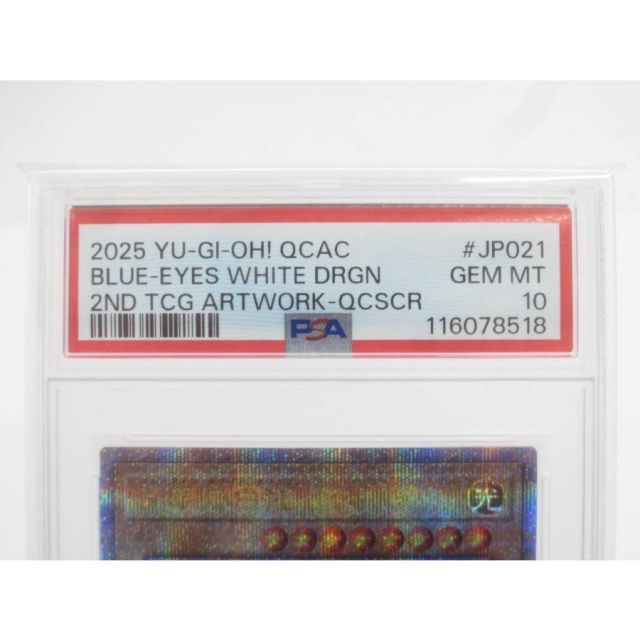 2025 YU-GI-OH! QCAC #JP021
BLUE-EYES WHITE DRGN GEM MT
2ND TCG ARTWORK-QCSCR 10
PSA 116078518
光